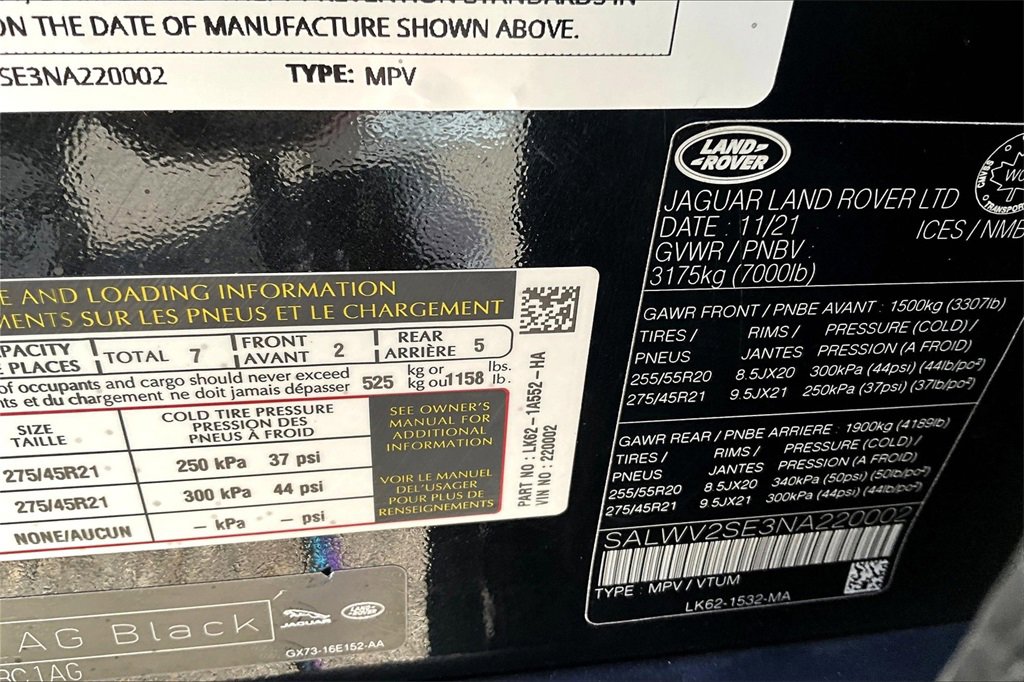 ON THE DATE OF MANUFACTURE SHOWN ABOVE.
SE3NA220002 TYPE: MPV
E AND LOADING INFORMATION
MENTS SUR LES PNEUS ET LE CHARGEMENT
PACITY
E PLACES
TOTAL 7
FRONT
AVANT 2
REAR
ARRIÈRE 5
of occupants and cargo should never exceed
nts et du chargement ne doit jamais dépasser
525 kg or
kg ou 1158 lbs.
lb.
SIZE
TAILLE
COLD TIRE PRESSURE
PRESSION DES
PNEUS À FROID
275/45R21 250 kPa 37 psi
275/45R21 300 kPa 44 psi
NONE/AUCUN – kPa – psi
SEE OWNER'S
MANUAL FOR
ADDITIONAL
INFORMATION
VOIR LE MANUEL
DEL'USAGER
POUR PLUS DE
RENSEIGNEMENTS
PART NO : LK62-1A552-HA
VIN NO : 220002
AG Black
RC1AG
JAGUAR
LAND-
ROVER
GX73-16E152-AA
LAND-
ROVER
JAGUAR LAND ROVER LTD
DATE : 11/21
ICES / NMB
GVWR / PNBV :
3175kg (7000lb)
GAWR FRONT / PNBE AVANT : 1500kg (3307lb)
TIRES / RIMS / PRESSURE (COLD) /
PNEUS JANTES PRESSION (A FROID)
255/55R20 8.5JX20 300kPa (44psi) (44lb/po²)
275/45R21 9.5JX21 250kPa (37psi) (37lb/po²)
GAWR REAR / PNBE ARRIERE : 1900kg (4189lb)
TIRES / RIMS / PRESSURE (COLD) /
PNEUS JANTES PRESSION (A FROID)
255/55R20 8.5JX20 340kPa (50psi) (50lb/po²)
275/45R21 9.5JX21 300kPa (44psi) (44lb/po²)
SALWV2SE3NA220002
TYPE : MPV / VTUM
LK62-1532-MA